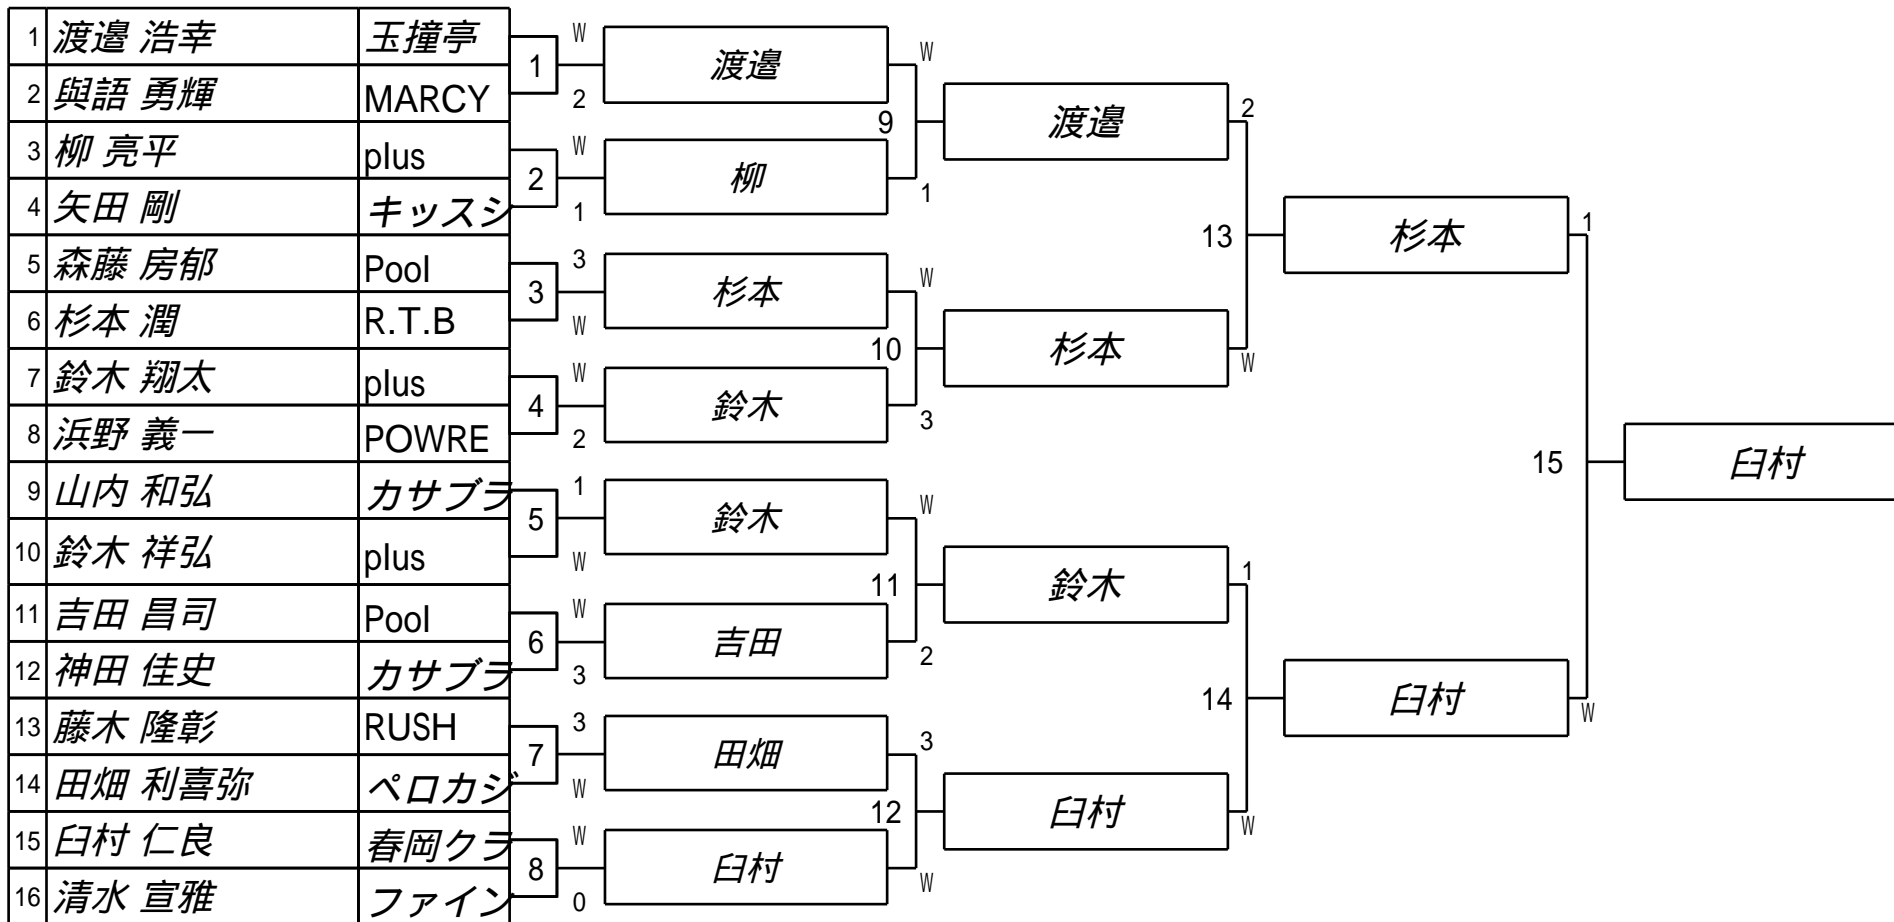 1 渡邉 浩幸 玉撞亭
2 與語 勇輝 MARCY
3 柳 亮平 plus
4 矢田 剛 キッスシ
5 森藤 房郁 Pool
6 杉本 潤 R.T.B
7 鈴木 翔太 plus
8 浜野 義一 POWRE
9 山内 和弘 カサブラ
10 鈴木 祥弘 plus
11 吉田 昌司 Pool
12 神田 佳史 カサブラ
13 藤木 隆彰 RUSH
14 田畑 利喜弥 ペロカジ
15 臼村 仁良 春岡クラ
16 清水 宣雅 ファイン
1 W 2
2 W 1
3 3 W
4 W 2
5 1 W
6 W 3
7 3 W
8 W 0
渡邉 W
9
柳 1
杉本 W
10
鈴木 3
鈴木 W
11
吉田 2
田畑 3
12
臼村 W
渡邉 2
13
杉本 W
鈴木 1
14
臼村 W
杉本 1
15
臼村 W
臼村